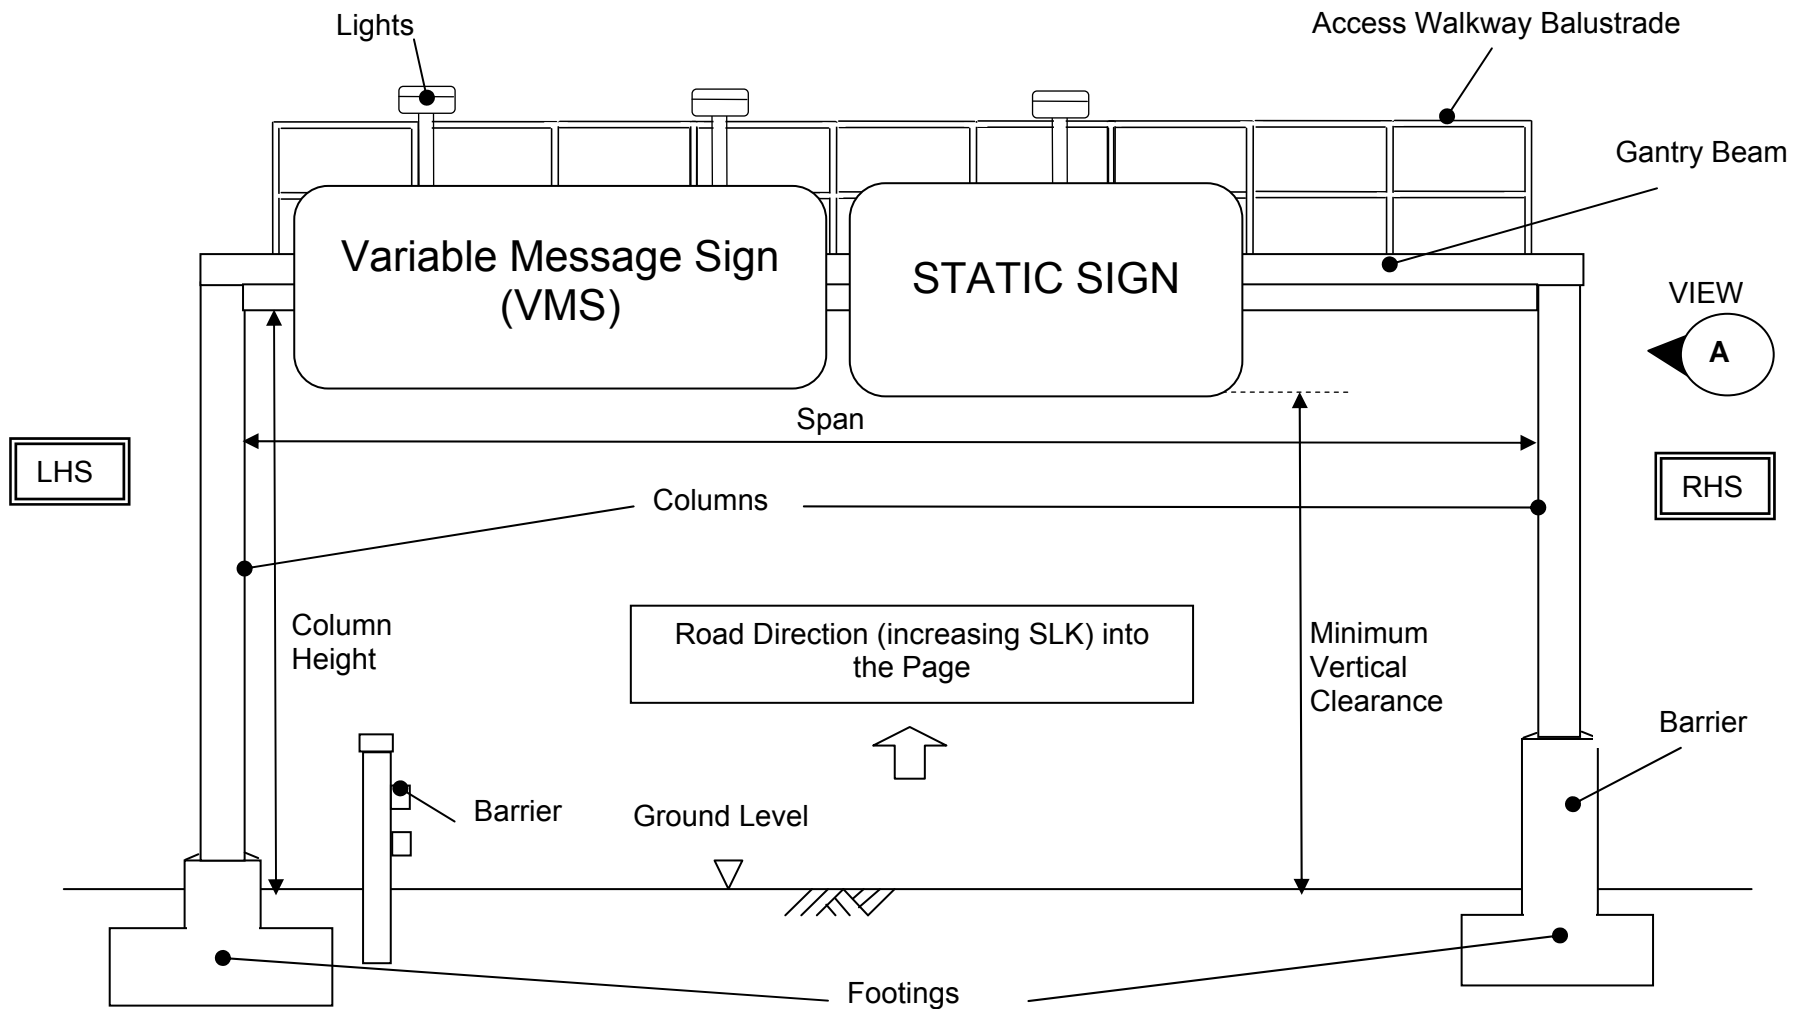 Lights
Access Walkway Balustrade
Gantry Beam
Variable Message Sign
(VMS)
STATIC SIGN
VIEW
A
Span
LHS
Columns
RHS
Column
Height
Road Direction (increasing SLK) into
the Page
Minimum
Vertical
Clearance
Barrier
Barrier
Ground Level
Footings